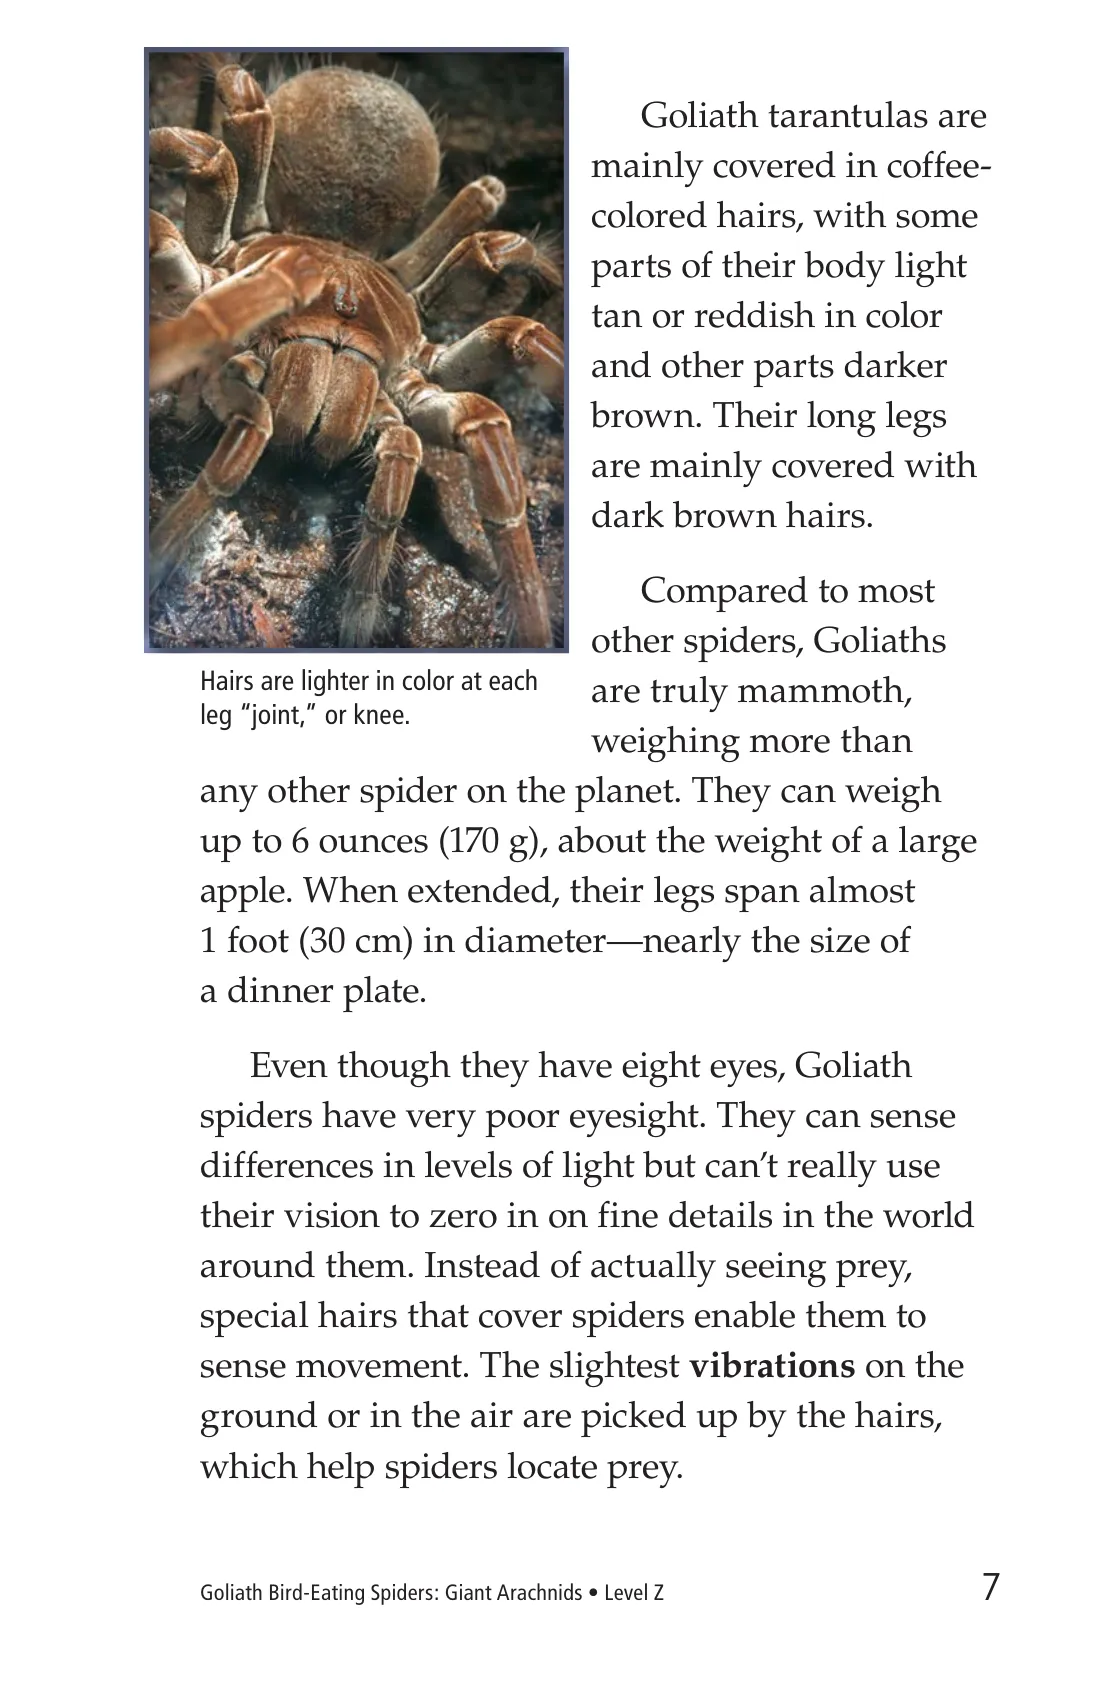 Goliath tarantulas are
mainly covered in coffee-
colored hairs, with some
parts of their body light
tan or reddish in color
and other parts darker
brown. Their long legs
are mainly covered with
dark brown hairs.
Compared to most
other spiders, Goliaths
are truly mammoth,
weighing more than
any other spider on the planet. They can weigh
up to 6 ounces (170 g), about the weight of a large
apple. When extended, their legs span almost
1 foot (30 cm) in diameter—nearly the size of
a dinner plate.
Hairs are lighter in color at each
leg “joint,” or knee.
Even though they have eight eyes, Goliath
spiders have very poor eyesight. They can sense
differences in levels of light but can’t really use
their vision to zero in on fine details in the world
around them. Instead of actually seeing prey,
special hairs that cover spiders enable them to
sense movement. The slightest vibrations on the
ground or in the air are picked up by the hairs,
which help spiders locate prey.
Goliath Bird-Eating Spiders: Giant Arachnids • Level Z
7